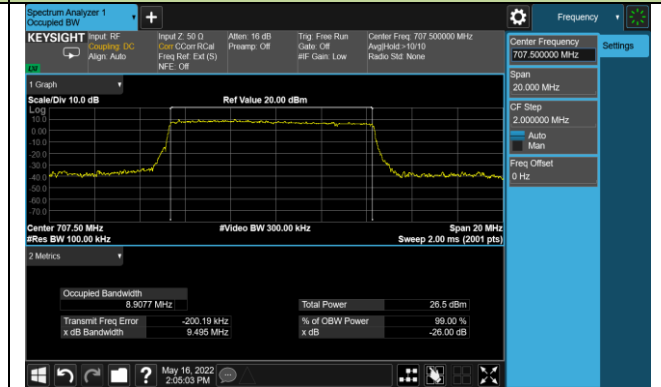 Spectrum Analyzer 1
Occupied BW
+
Frequency
KEYSIGHT
Input: RF
Coupling: DC
Align: Auto
Input Z: 50 Ω
Corr CCorr RCal
Freq Ref: Ext (S)
NFE: Off
Atten: 16 dB
Preamp: Off
Trig: Free Run
Gate: Off
#IF Gain: Low
Center Freq: 707.500000 MHz
Avg|Hold:>10/10
Radio Std: None
Center Frequency
707.500000 MHz
Settings
Span
20.000 MHz
CF Step
2.000000 MHz
Auto
Man
Freq Offset
0 Hz
1 Graph
Scale/Div 10.0 dB
Ref Value 20.00 dBm
Log
10.0
0.00
-10.0
-20.0
-30.0
-40.0
-50.0
-60.0
-70.0
Center 707.50 MHz
#Video BW 300.00 kHz
Span 20 MHz
#Res BW 100.00 kHz
Sweep 2.00 ms (2001 pts)
2 Metrics
Occupied Bandwidth
8.9077 MHz
Total Power
26.5 dBm
Transmit Freq Error
-200.19 kHz
% of OBW Power
99.00 %
x dB Bandwidth
9.495 MHz
x dB
-26.00 dB
?
May 16, 2022
2:05:03 PM